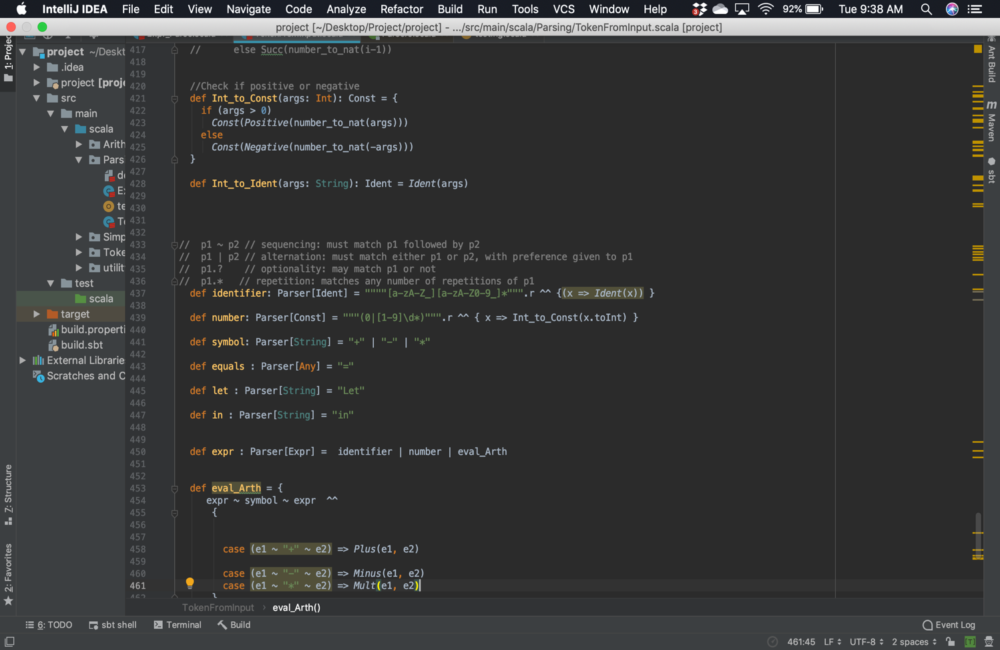 IntelliJ IDEA File Edit View Navigate Code Analyze Refactor Build Run Tools VCS Window Help 3 92% Tue 9:38 AM
project [~/Desktop/Project/project] - .../src/main/scala/Parsing/TokenFromInput.scala [project]
1: Project
project ~/Deskt
.idea
project [proje
src
main
scala
Arith
Pars
de
Ex
te
To
Simp
Toke
utilit
test
scala
target
build.properti
build.sbt
External Librarie
Scratches and C
7: Structure
2: Favorites
417 // else Succ(number_to_nat(i-1))
418
419
420 //Check if positive or negative
421 def Int_to_Const(args: Int): Const = {
422 if (args > 0)
423 Const(Positive(number_to_nat(args)))
424 else
425 Const(Negative(number_to_nat(-args)))
426 }
427
428 def Int_to_Ident(args: String): Ident = Ident(args)
429
430
431
432
433 // p1 ~ p2 // sequencing: must match p1 followed by p2
434 // p1 | p2 // alternation: must match either p1 or p2, with preference given to p1
435 // p1.? // optionality: may match p1 or not
436 // p1.* // repetition: matches any number of repetitions of p1
437 def identifier: Parser[Ident] = """"[a-zA-Z_][a-zA-Z0-9_]*""".r ^^ {(x => Ident(x)) }
438
439 def number: Parser[Const] = """(0|[1-9]\d*)""".r ^^ { x => Int_to_Const(x.toInt) }
440
441 def symbol: Parser[String] = "+" | "-" | "*"
442
443 def equals : Parser[Any] = "="
444
445 def let : Parser[String] = "Let"
446
447 def in : Parser[String] = "in"
448
449
450 def expr : Parser[Expr] = identifier | number | eval_Arth
451
452
453 def eval_Arth = {
454 expr ~ symbol ~ expr ^^
455 {
456
457
458 case (e1 ~ "+" ~ e2) => Plus(e1, e2)
459
460 case (e1 ~ "-" ~ e2) => Minus(e1, e2)
461 case (e1 ~ "*" ~ e2) => Mult(e1, e2)
462 }
TokenFromInput › eval_Arth()
Ant Build
m Maven
sbt
6: TODO sbt shell Terminal Build Event Log
461:45 LF UTF-8 2 spaces [T]